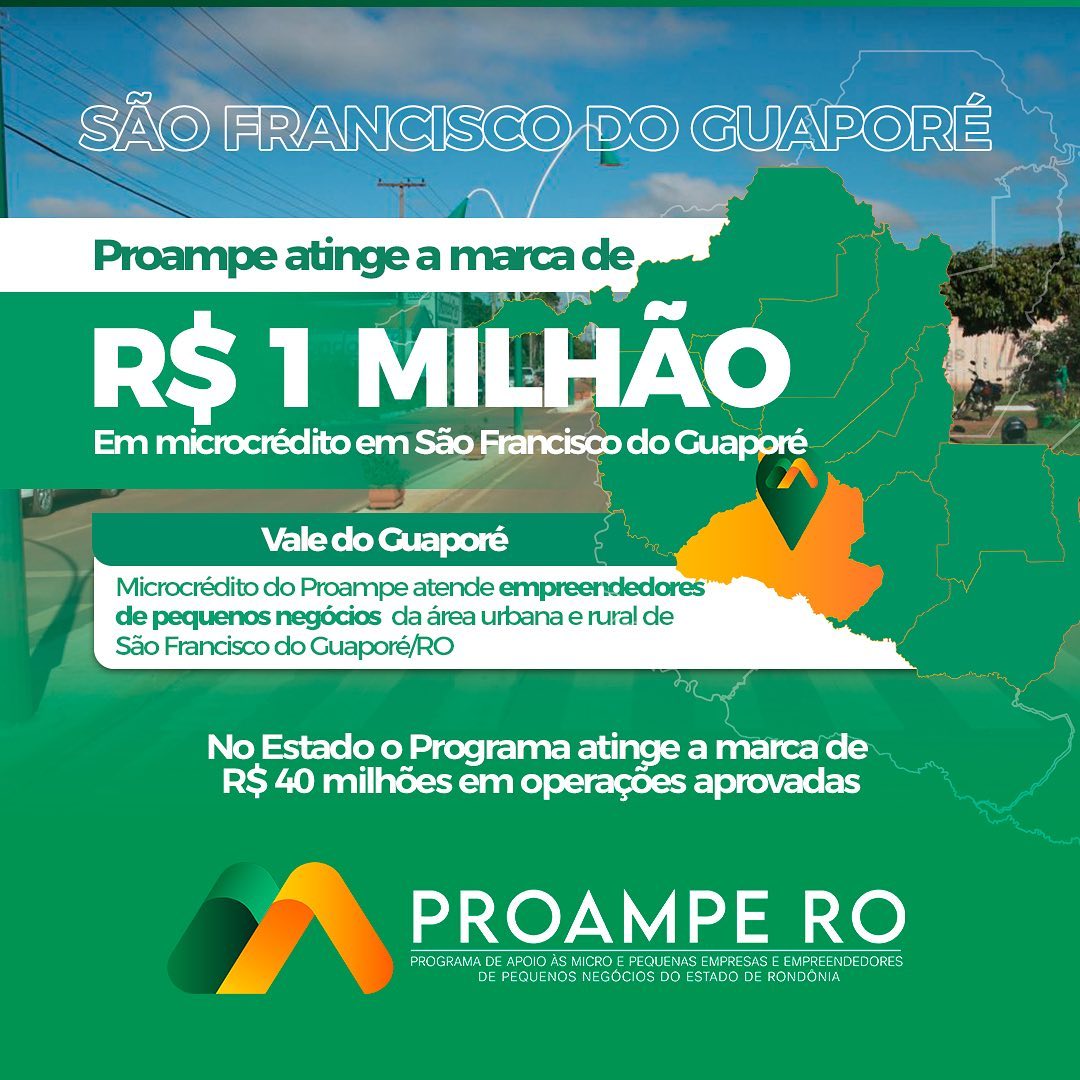 SÃO FRANCISCO DO GUAPORÉ
Proampe atinge a marca de
R$ 1 MILHÃO
Em microcrédito em São Francisco do Guaporé
Vale do Guaporé
Microcrédito do Proampe atende empreendedores
de pequenos negócios da área urbana e rural de
São Francisco do Guaporé/RO
No Estado o Programa atinge a marca de
R$ 40 milhões em operações aprovadas
PROAMPE RO
PROGRAMA DE APOIO ÀS MICRO E PEQUENAS EMPRESAS E EMPREENDEDORES
DE PEQUENOS NEGÓCIOS DO ESTADO DE RONDÔNIA